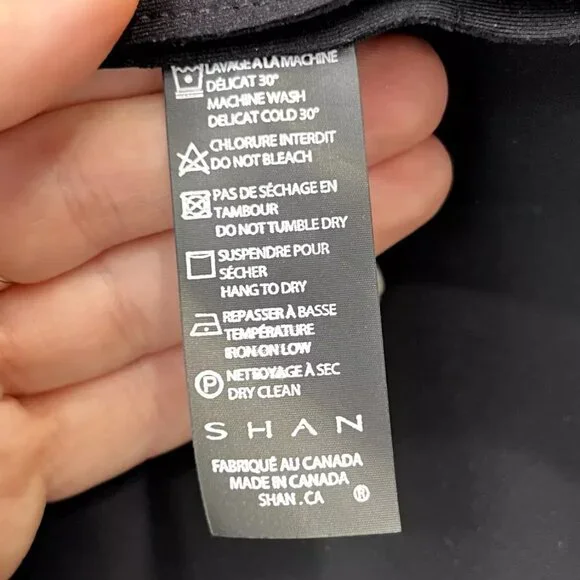 LAVAGE A LA MACHINE
DÉLICAT 30°
MACHINE WASH
DELICAT COLD 30°
CHLORURE INTERDIT
DO NOT BLEACH
PAS DE SÉCHAGE EN
TAMBOUR
DO NOT TUMBLE DRY
SUSPENDRE POUR
SÉCHER
HANG TO DRY
REPASSER À BASSE
TEMPÉRATURE
IRON ON LOW
P NETTOYAGE À SEC
DRY CLEAN
SHAN
FABRIQUÉ AU CANADA
MADE IN CANADA
SHAN.CA ®